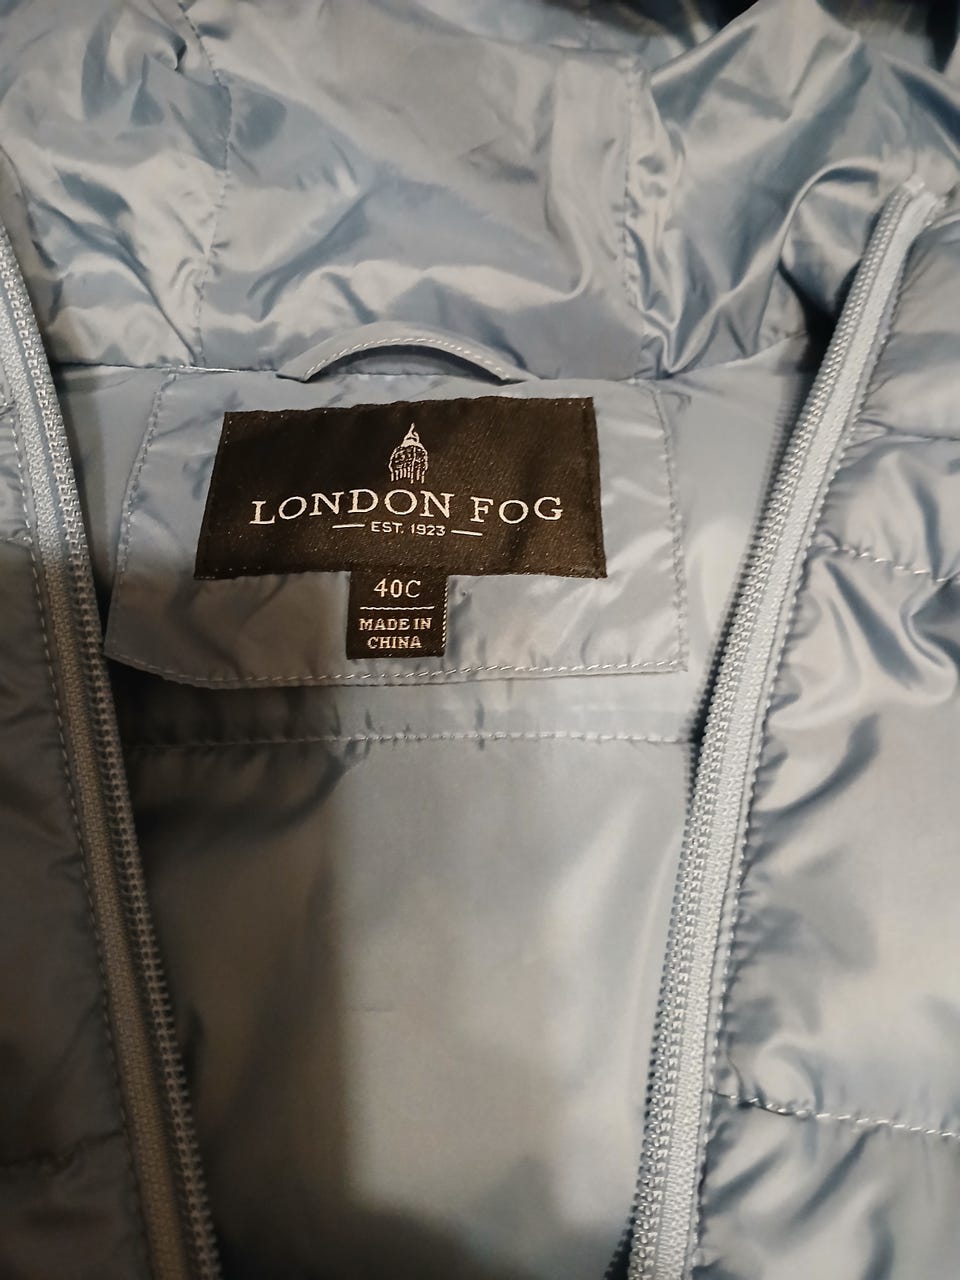 LONDON FOG
EST. 1923
40C
MADE IN
CHINA